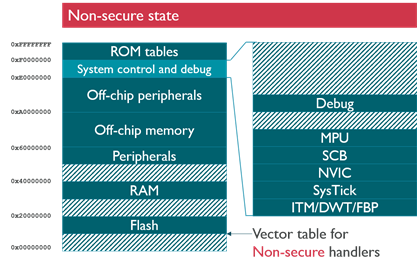 Non-secure state
0xFFFFFFFF
ROM tables
0xF0000000
System control and debug
0xE0000000
Off-chip peripherals
0xA0000000
Off-chip memory
0x60000000
Peripherals
0x40000000
RAM
0x20000000
Flash
0x00000000
Debug
MPU
SCB
NVIC
SysTick
ITM/DWT/FBP
Vector table for
Non-secure handlers